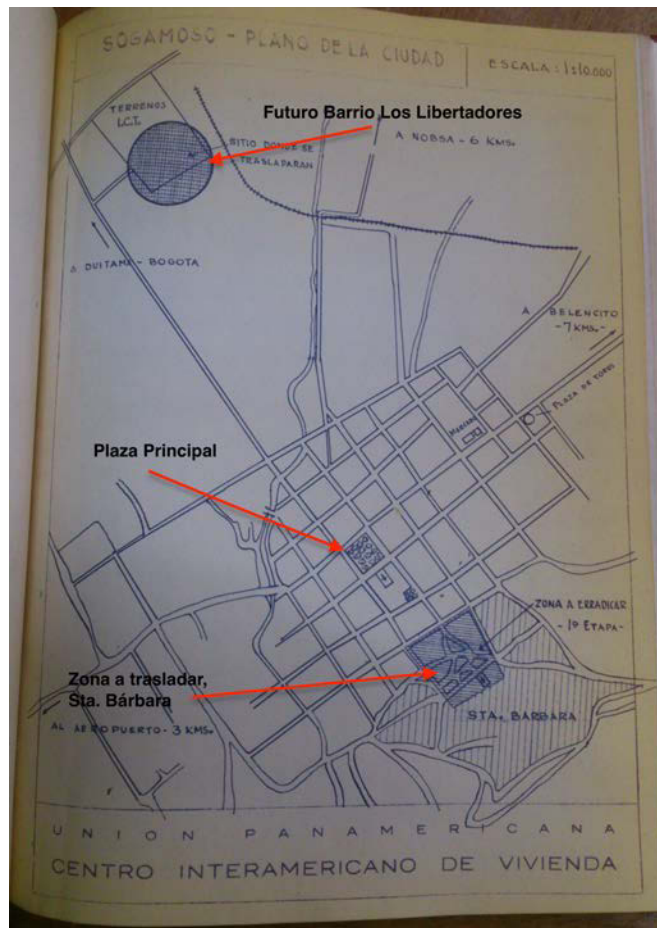 SOGAMOSO - PLANO DE LA CIUDAD
ESCALA: 1:10.000
TERRENOS
I.C.T.
Futuro Barrio Los Libertadores
SITIO DONDE SE
TRASLAPARAN
A NOBSA - 6 KMS.
A DUITAMA - BOGOTA
A BELENCITO
-7 KMS.-
PLAZA DE TOROS
MERCADO
Plaza Principal
ZONA A ERRADICAR
-1ª ETAPA-
Zona a trasladar,
Sta. Bárbara
STA. BARBARA
AL AEROPUERTO - 3 KMS.
UNION PANAMERICANA
CENTRO INTERAMERICANO DE VIVIENDA